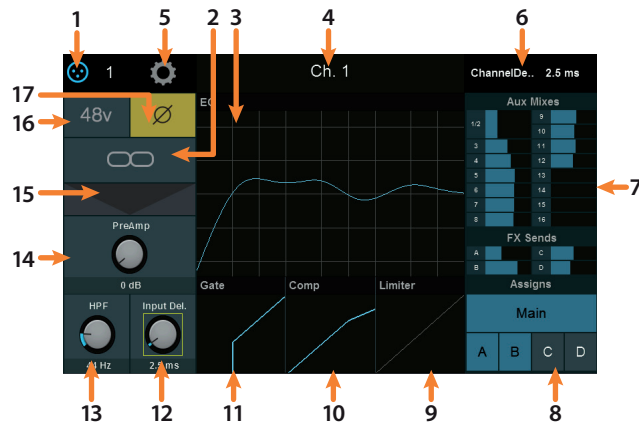 1 5 2 3 4 6
1 Ch. 1 ChannelDe.. 2.5 ms
17
16 48v Ø EQ Aux Mixes
1/2 9
10
3 11
4 12
15 5 13 7
6 14
7 15
8 16
14 PreAmp FX Sends
A C
B D
0 dB
HPF Input Del. Gate Comp Limiter Assigns
Main
A B C D
Hz 2.5 ms
13 12 11 10 9 8